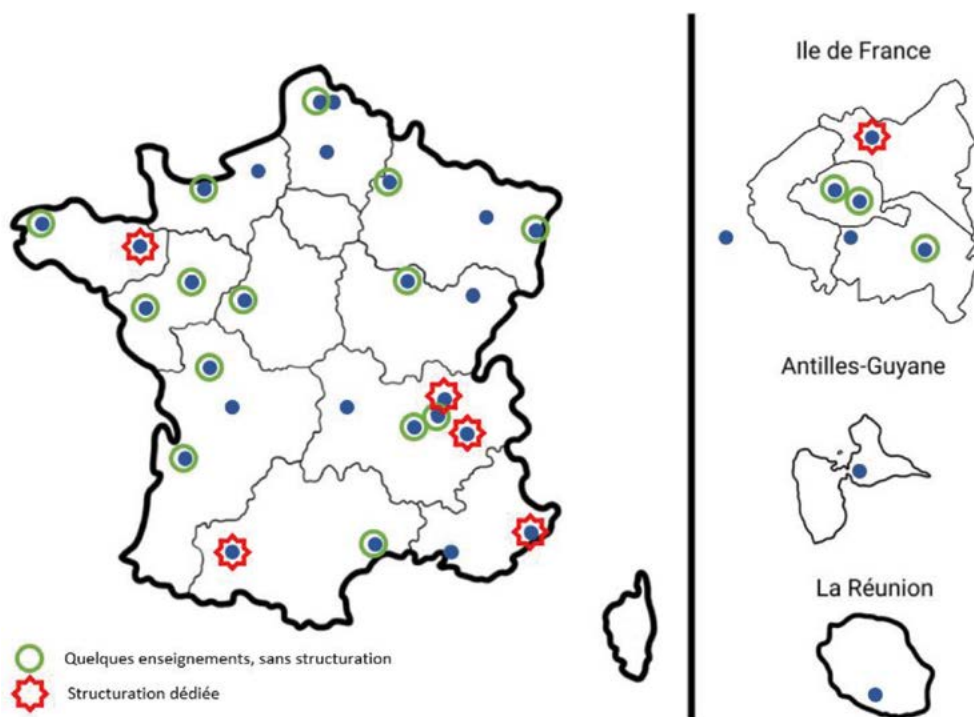 Ile de France
Antilles-Guyane
La Réunion
Quelques enseignements, sans structuration
Structuration dédiée